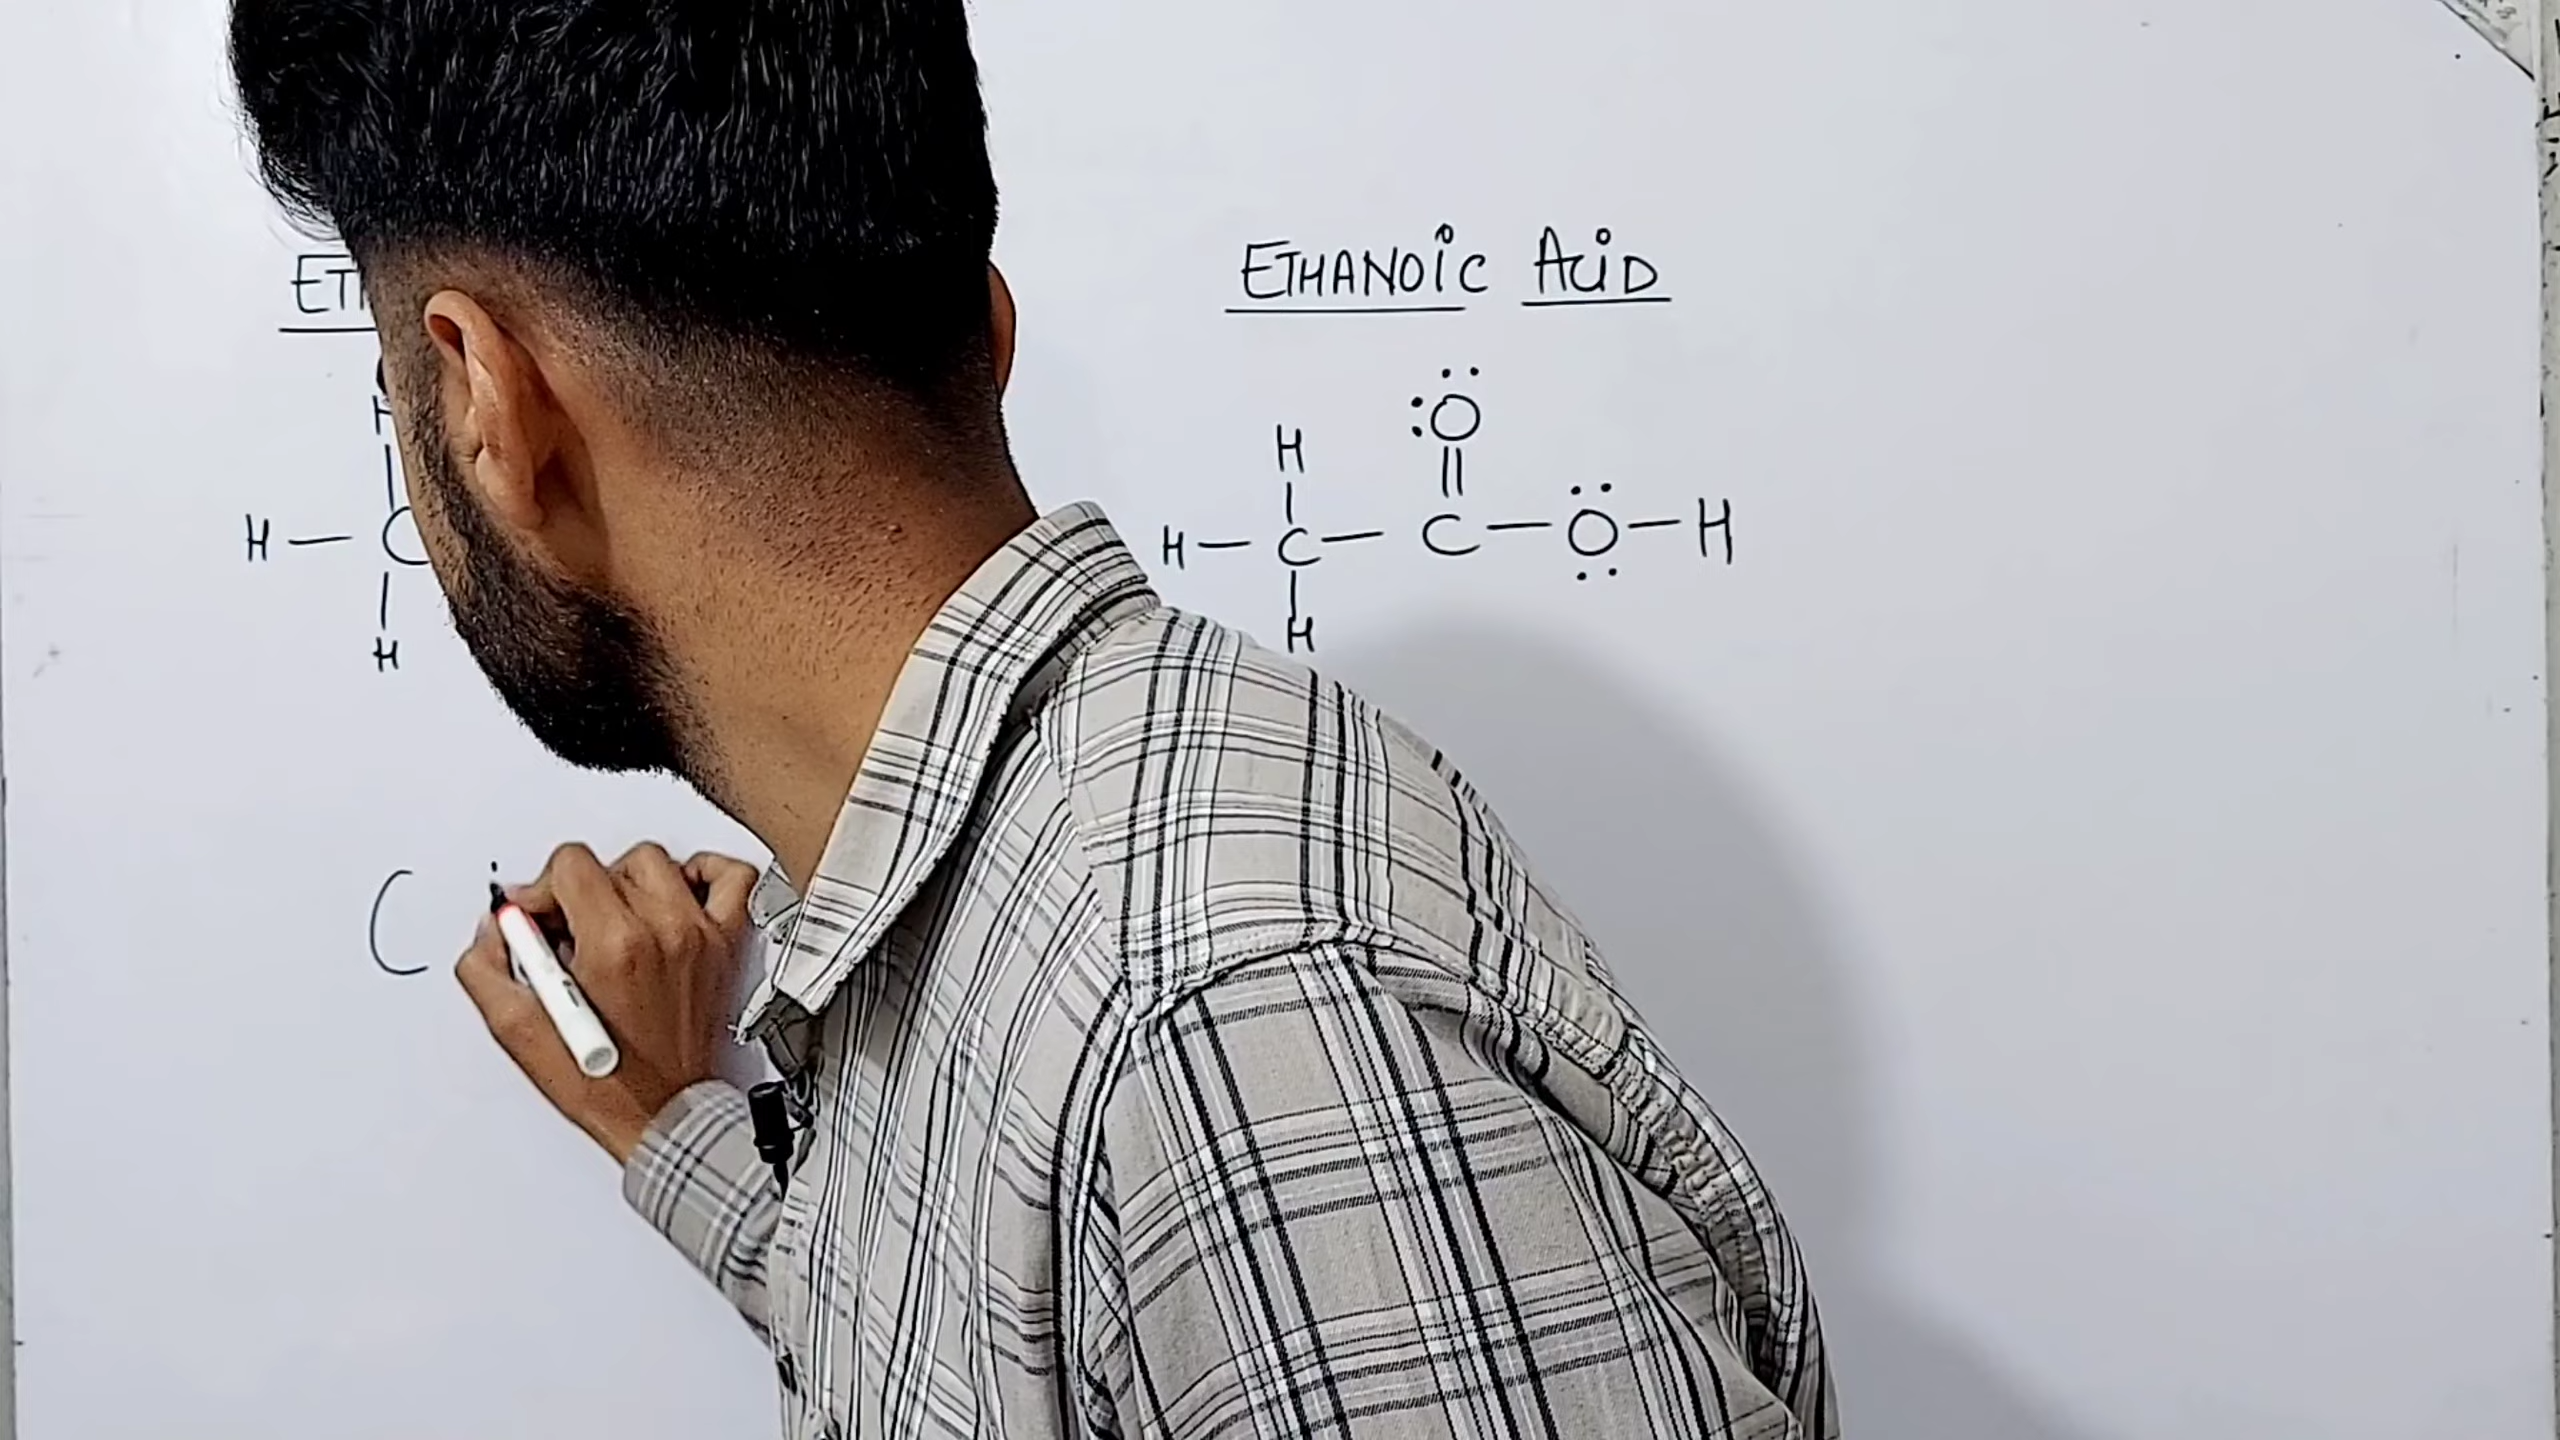 ETHANOIC ACID
:O
H
||
H — C — C — O — H
H
H
H — C
H
C